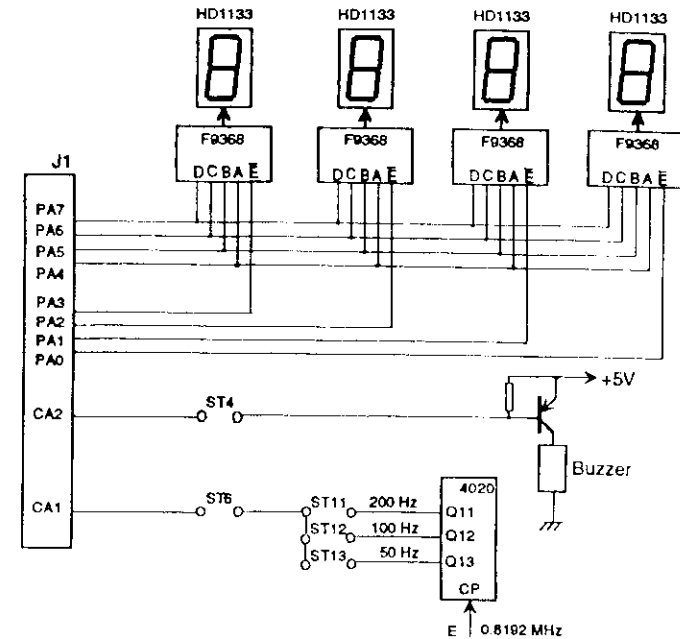 HD1133 HD1133 HD1133 HD1133
F9368 F9368 F9368 F9368
DCBAE̅ DCBAE̅ DCBAE̅ DCBAE̅
J1
PA7
PA6
PA5
PA4
PA3
PA2
PA1
PA0
+5V
CA2 ST4
Buzzer
4020
CA1 ST6 ST11 200 Hz Q11
ST12 100 Hz Q12
ST13 50 Hz Q13
CP
E 0.8192 MHz